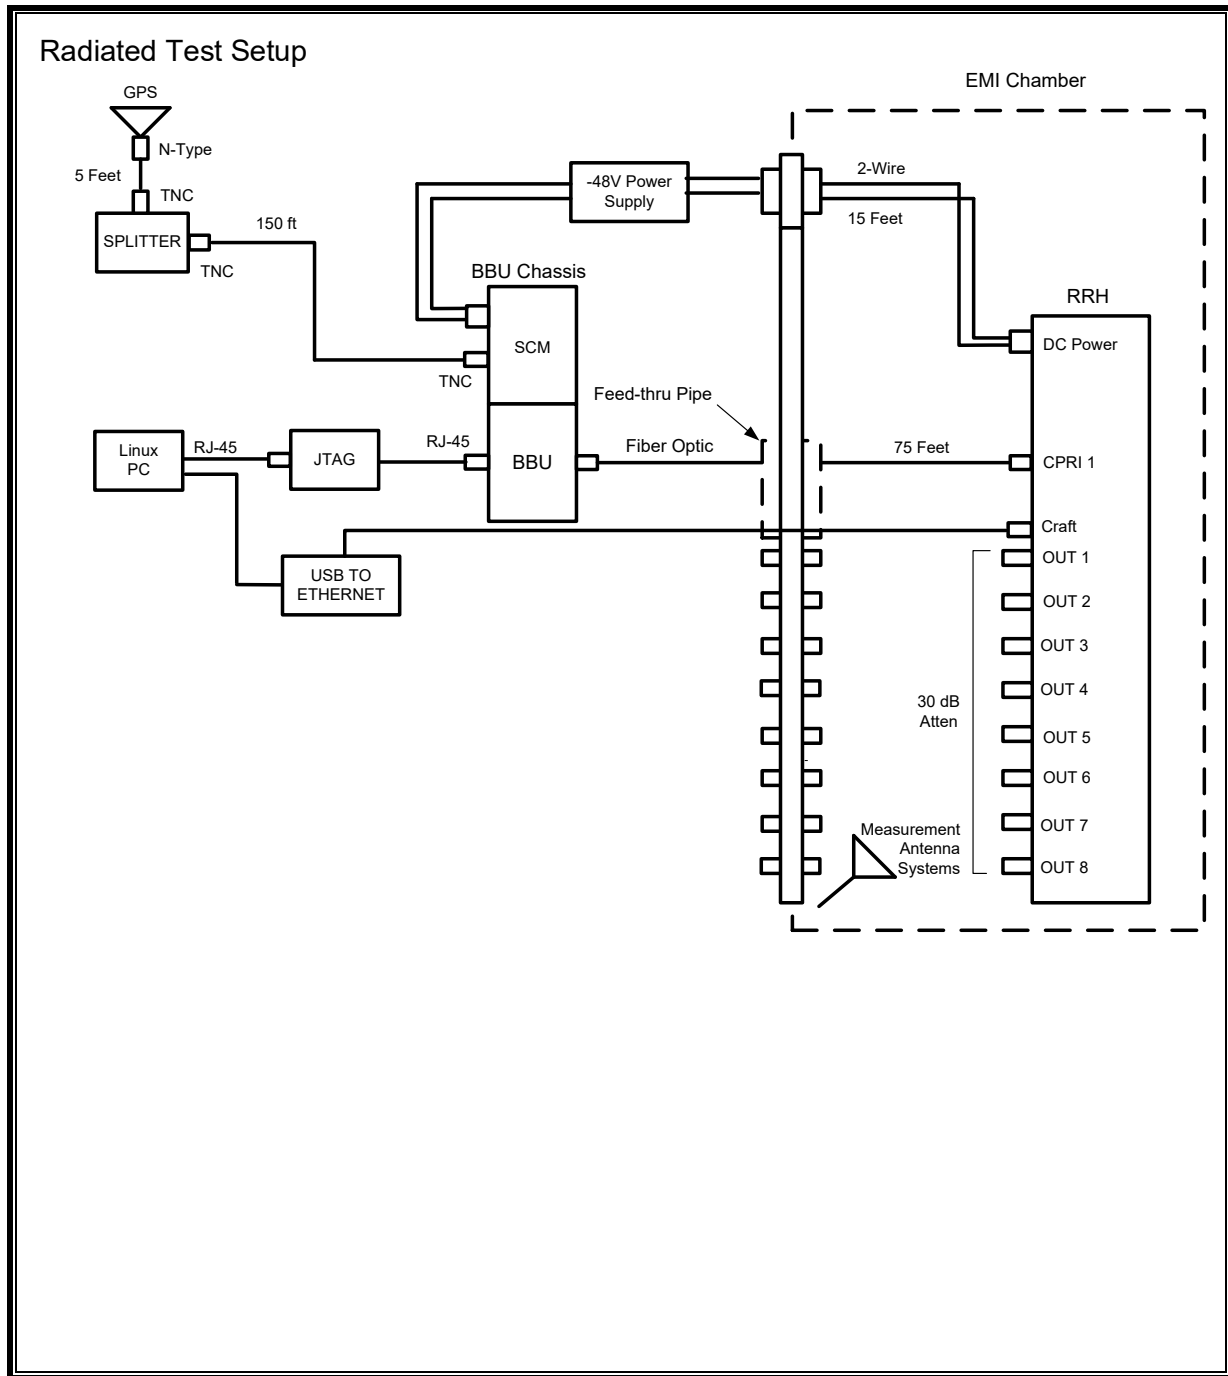 Radiated Test Setup
EMI Chamber
GPS
N-Type
5 Feet
TNC
SPLITTER
150 ft
TNC
-48V Power
Supply
2-Wire
15 Feet
BBU Chassis
SCM
TNC
RRH
DC Power
Feed-thru Pipe
Linux
PC
RJ-45
JTAG
RJ-45
BBU
Fiber Optic
75 Feet
CPRI 1
Craft
USB TO
ETHERNET
OUT 1
OUT 2
OUT 3
OUT 4
30 dB
Atten
OUT 5
OUT 6
OUT 7
Measurement
Antenna
Systems
OUT 8